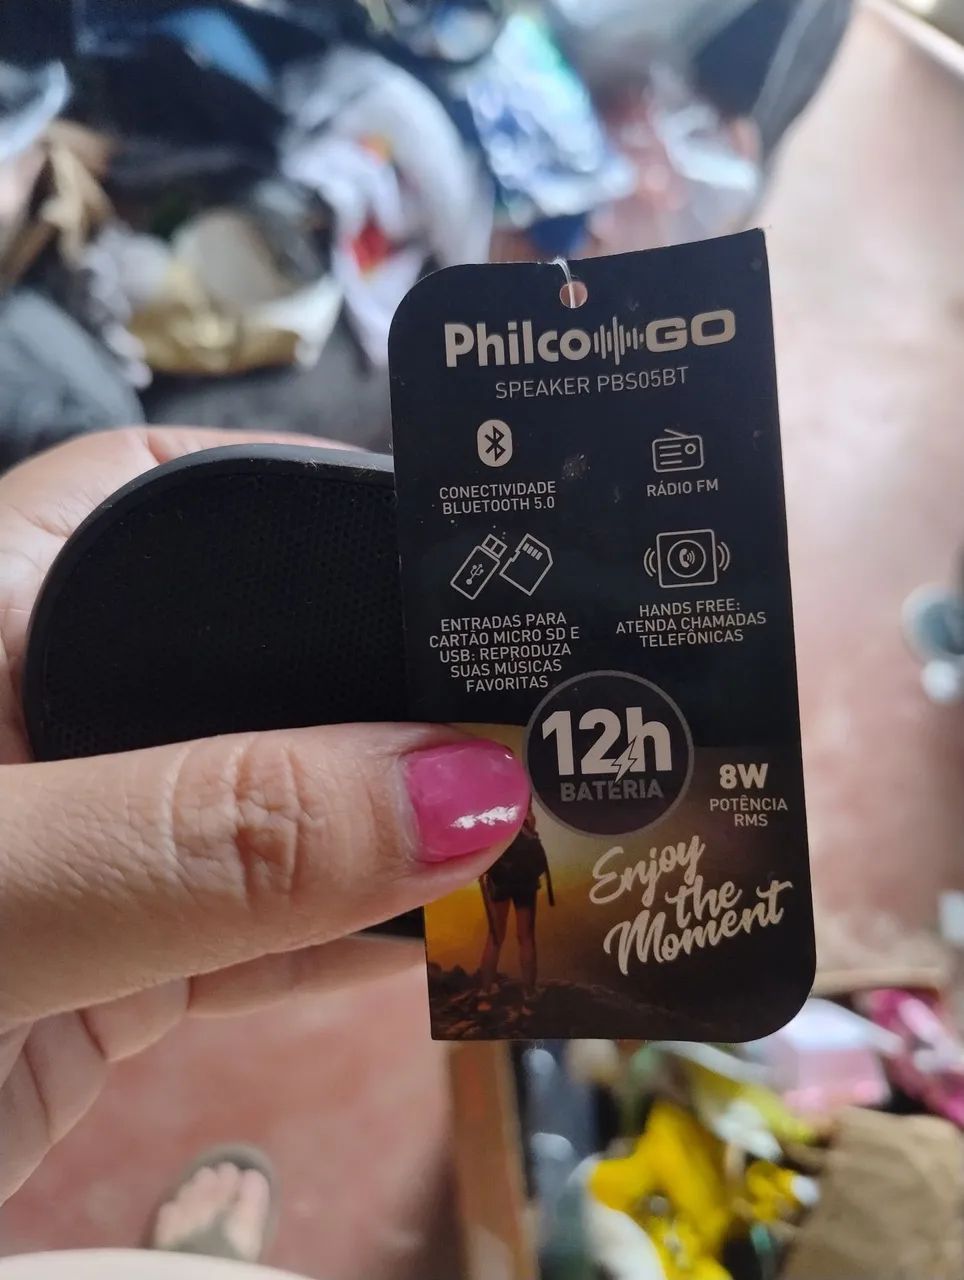 Philco GO
SPEAKER PBS05BT
CONECTIVIDADE
BLUETOOTH 5.0
RÁDIO FM
ENTRADAS PARA
CARTÃO MICRO SD E
USB: REPRODUZA
SUAS MÚSICAS
FAVORITAS
HANDS FREE:
ATENDA CHAMADAS
TELEFÔNICAS
12h
BATERIA
8W
POTÊNCIA
RMS
Enjoy
the
Moment